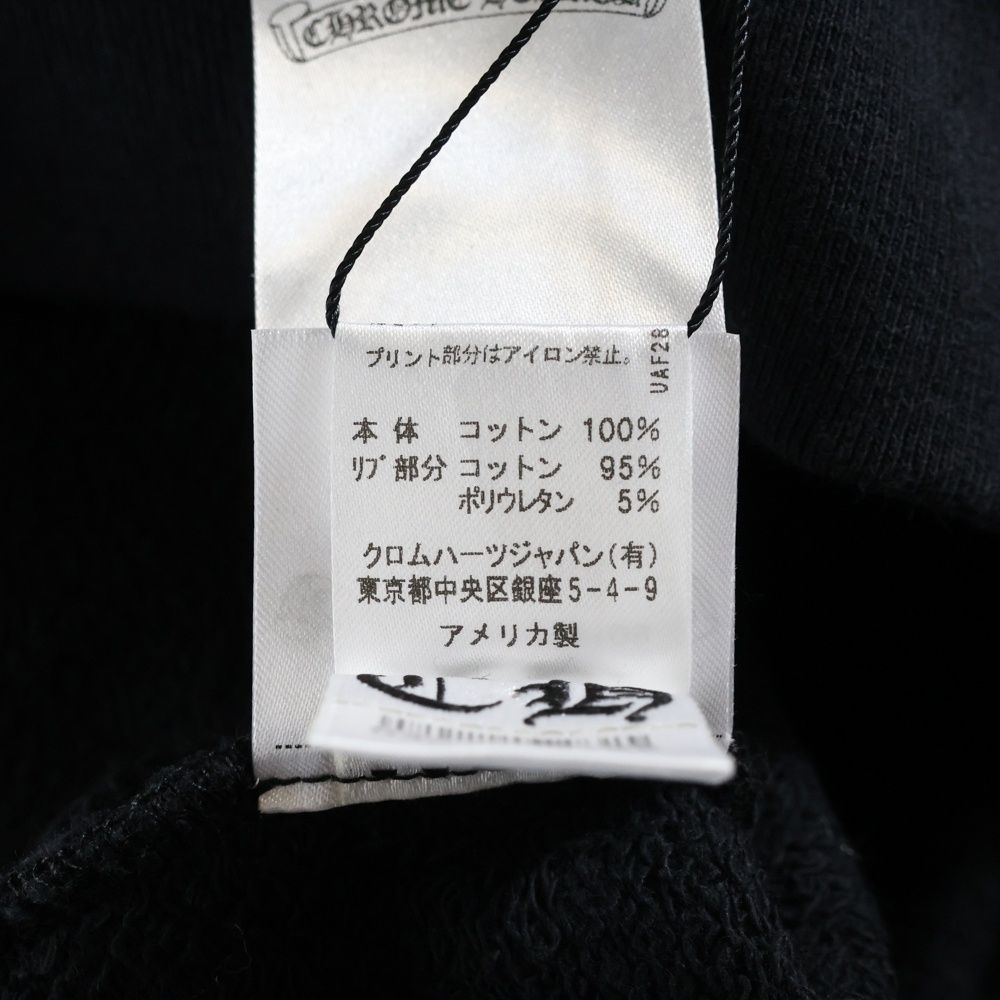 CHROME HEARTS
プリント部分はアイロン禁止。
UAF28
本体 コットン 100%
リブ部分 コットン 95%
ポリウレタン 5%
クロムハーツジャパン(有)
東京都中央区銀座5-4-9
アメリカ製